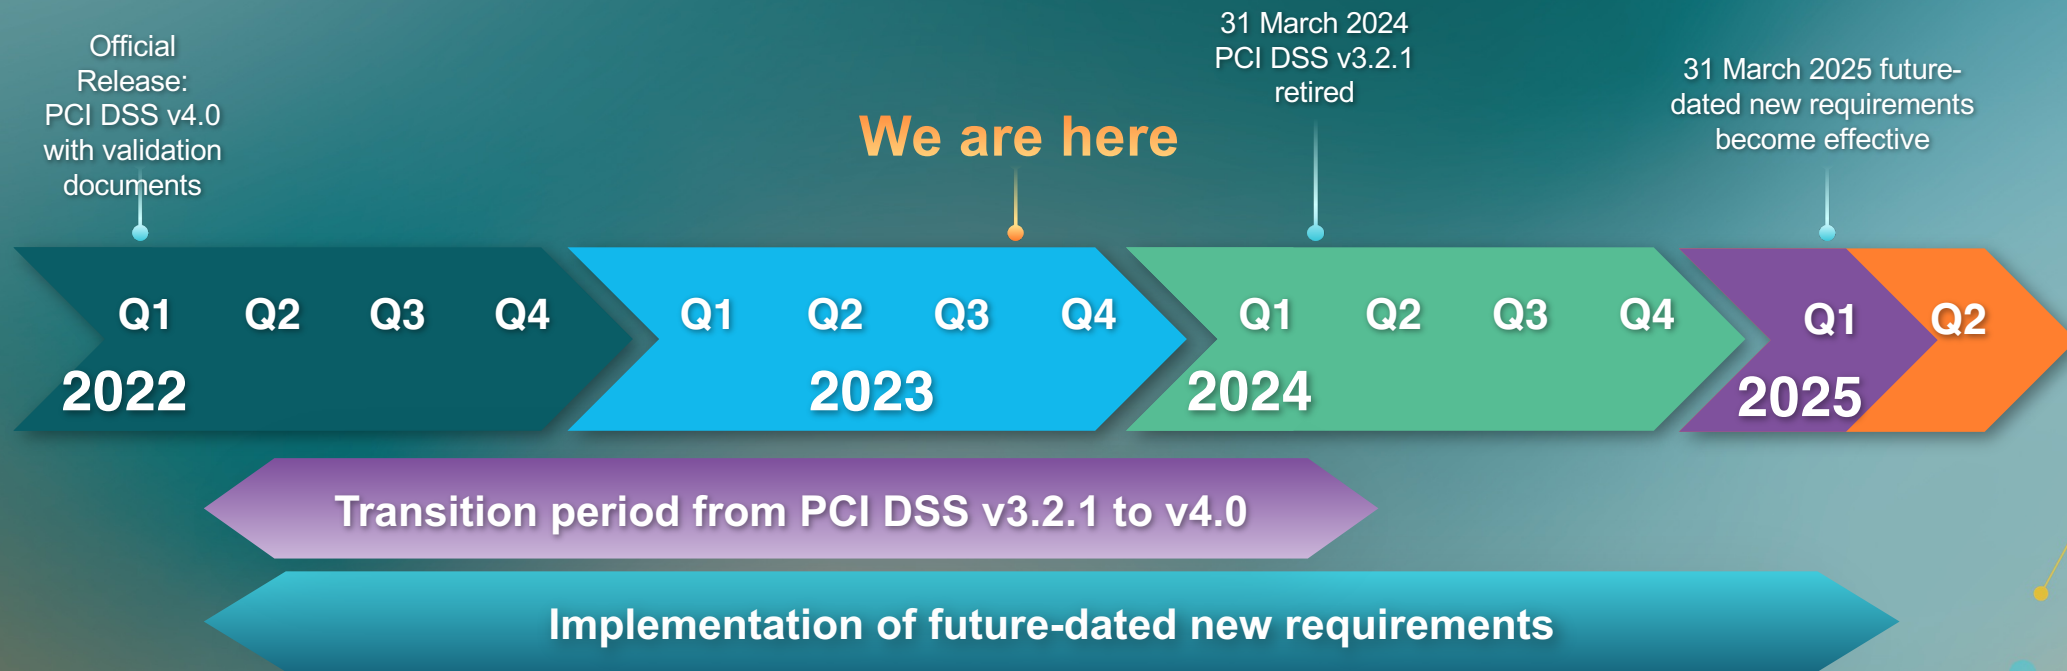 Official
Release:
PCI DSS v4.0
with validation
documents
We are here
31 March 2024
PCI DSS v3.2.1
retired
31 March 2025 future-
dated new requirements
become effective
Q1 Q2 Q3 Q4
2022
Q1 Q2 Q3 Q4
2023
Q1 Q2 Q3 Q4
2024
Q1 Q2
2025
Transition period from PCI DSS v3.2.1 to v4.0
Implementation of future-dated new requirements